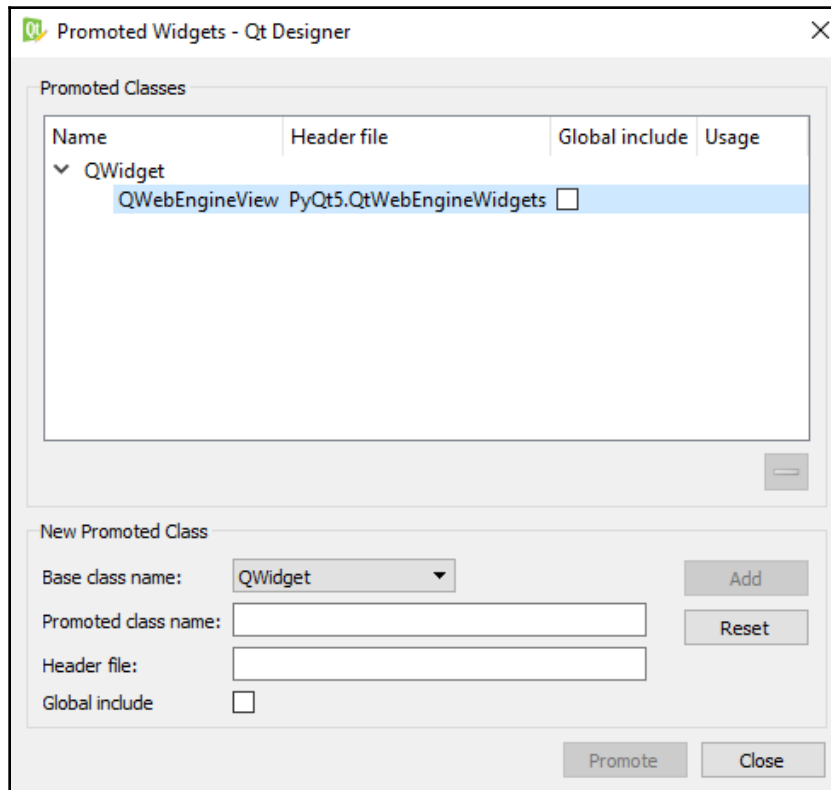 Promoted Widgets - Qt Designer
Promoted Classes
Name Header file Global include Usage
QWidget
QWebEngineView PyQt5.QtWebEngineWidgets
New Promoted Class
Base class name: QWidget
Add
Promoted class name:
Reset
Header file:
Global include
Promote Close